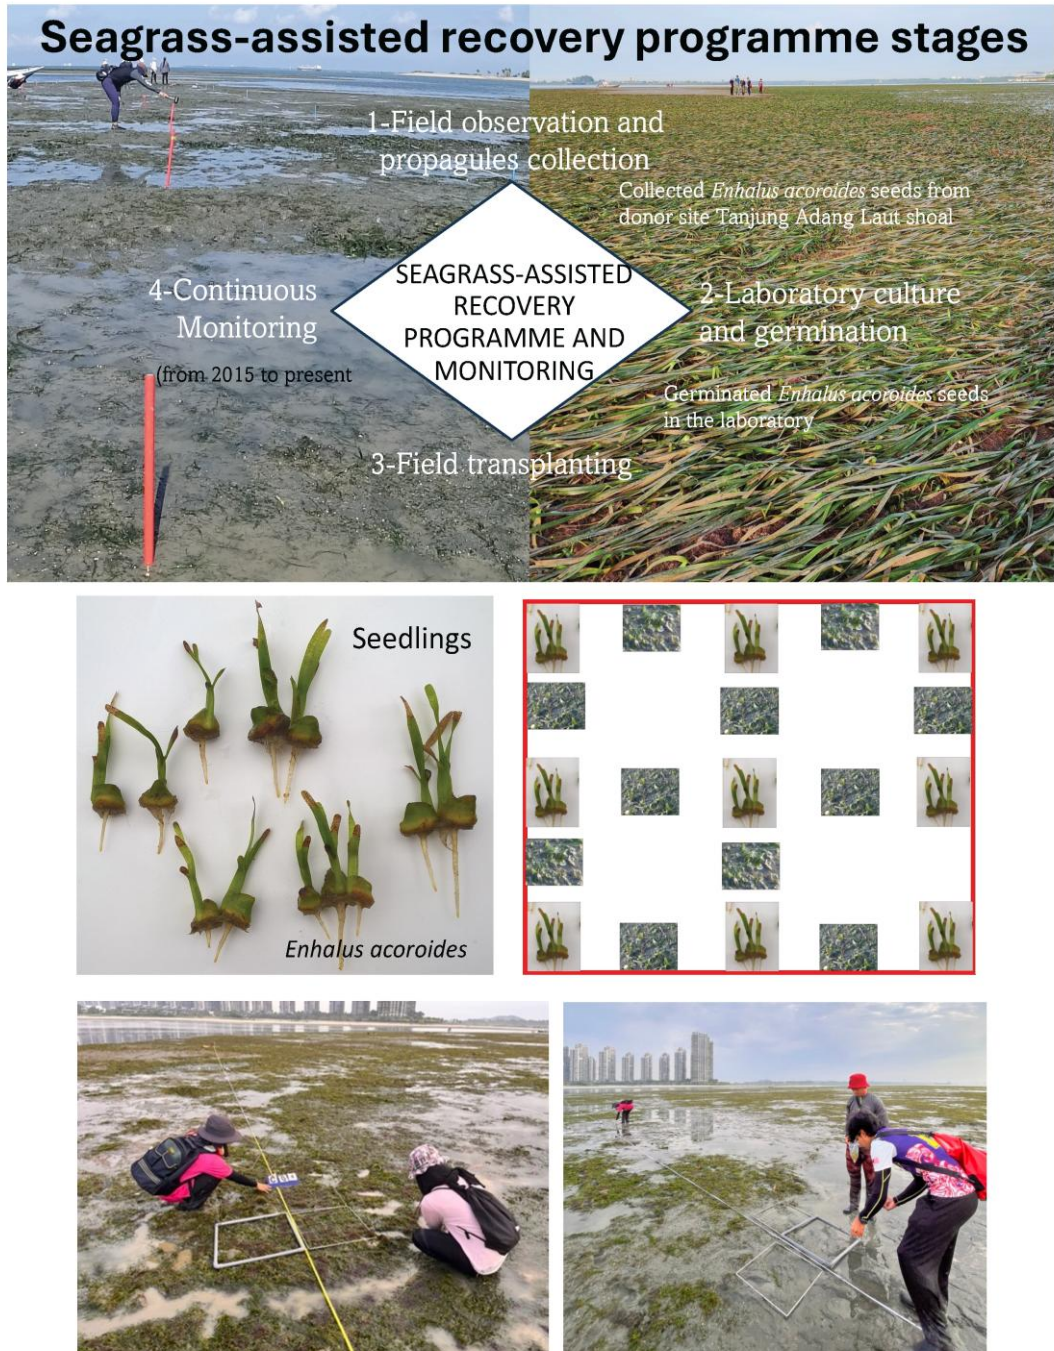 Seagrass-assisted recovery programme stages
1-Field observation and
propagules collection
Collected Enhalus acoroides seeds from
donor site Tanjung Adang Laut shoal
SEAGRASS-ASSISTED
RECOVERY
PROGRAMME AND
MONITORING
2-Laboratory culture
and germination
Germinated Enhalus acoroides seeds
in the laboratory
3-Field transplanting
4-Continuous
Monitoring
(from 2015 to present
Seedlings
Enhalus acoroides